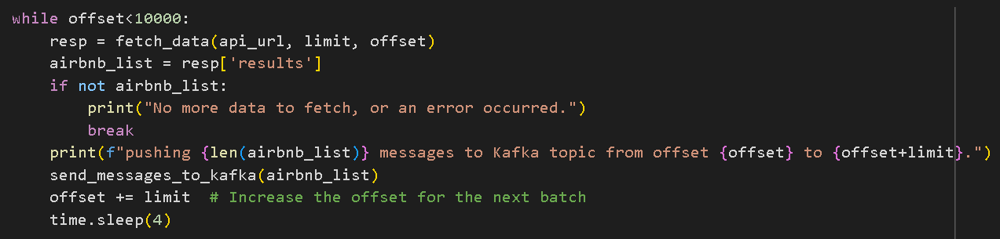 while offset<10000:
    resp = fetch_data(api_url, limit, offset)
    airbnb_list = resp['results']
    if not airbnb_list:
        print("No more data to fetch, or an error occurred.")
        break
    print(f"pushing {len(airbnb_list)} messages to Kafka topic from offset {offset} to {offset+limit}.")
    send_messages_to_kafka(airbnb_list)
    offset += limit  # Increase the offset for the next batch
    time.sleep(4)